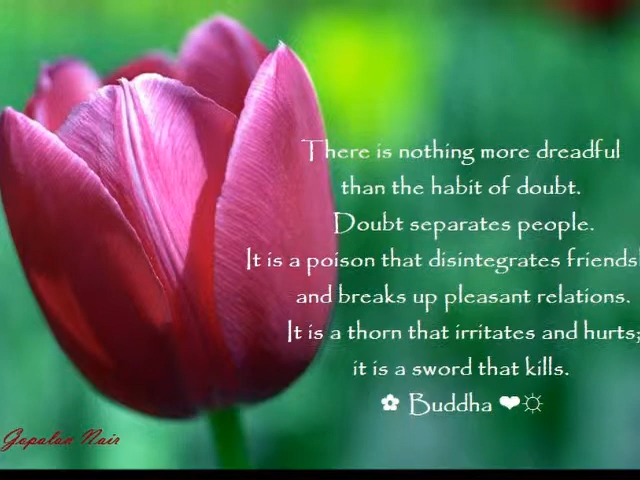 There is nothing more dreadful
than the habit of doubt.
Doubt separates people.
It is a poison that disintegrates friends
and breaks up pleasant relations.
It is a thorn that irritates and hurts;
it is a sword that kills.
✿ Buddha ❤☼
Gopalan Nair